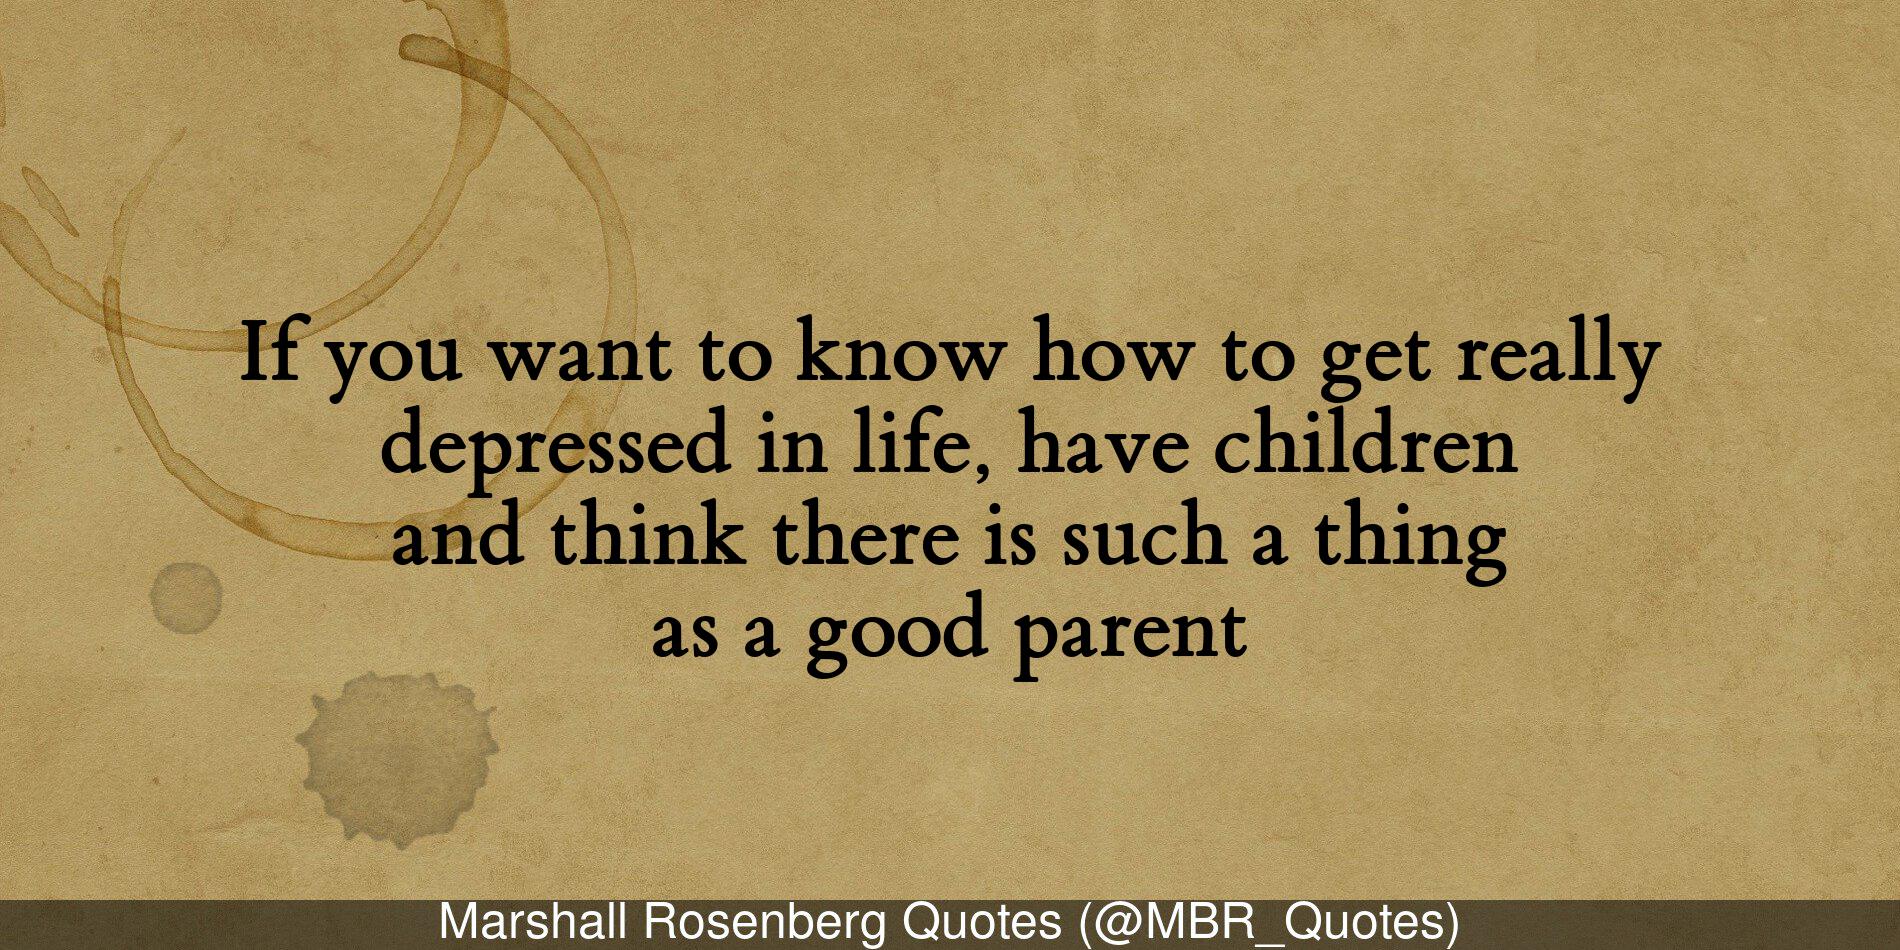 If you want to know how to get really
depressed in life, have children
and think there is such a thing
as a good parent
Marshall Rosenberg Quotes (@MBR_Quotes)